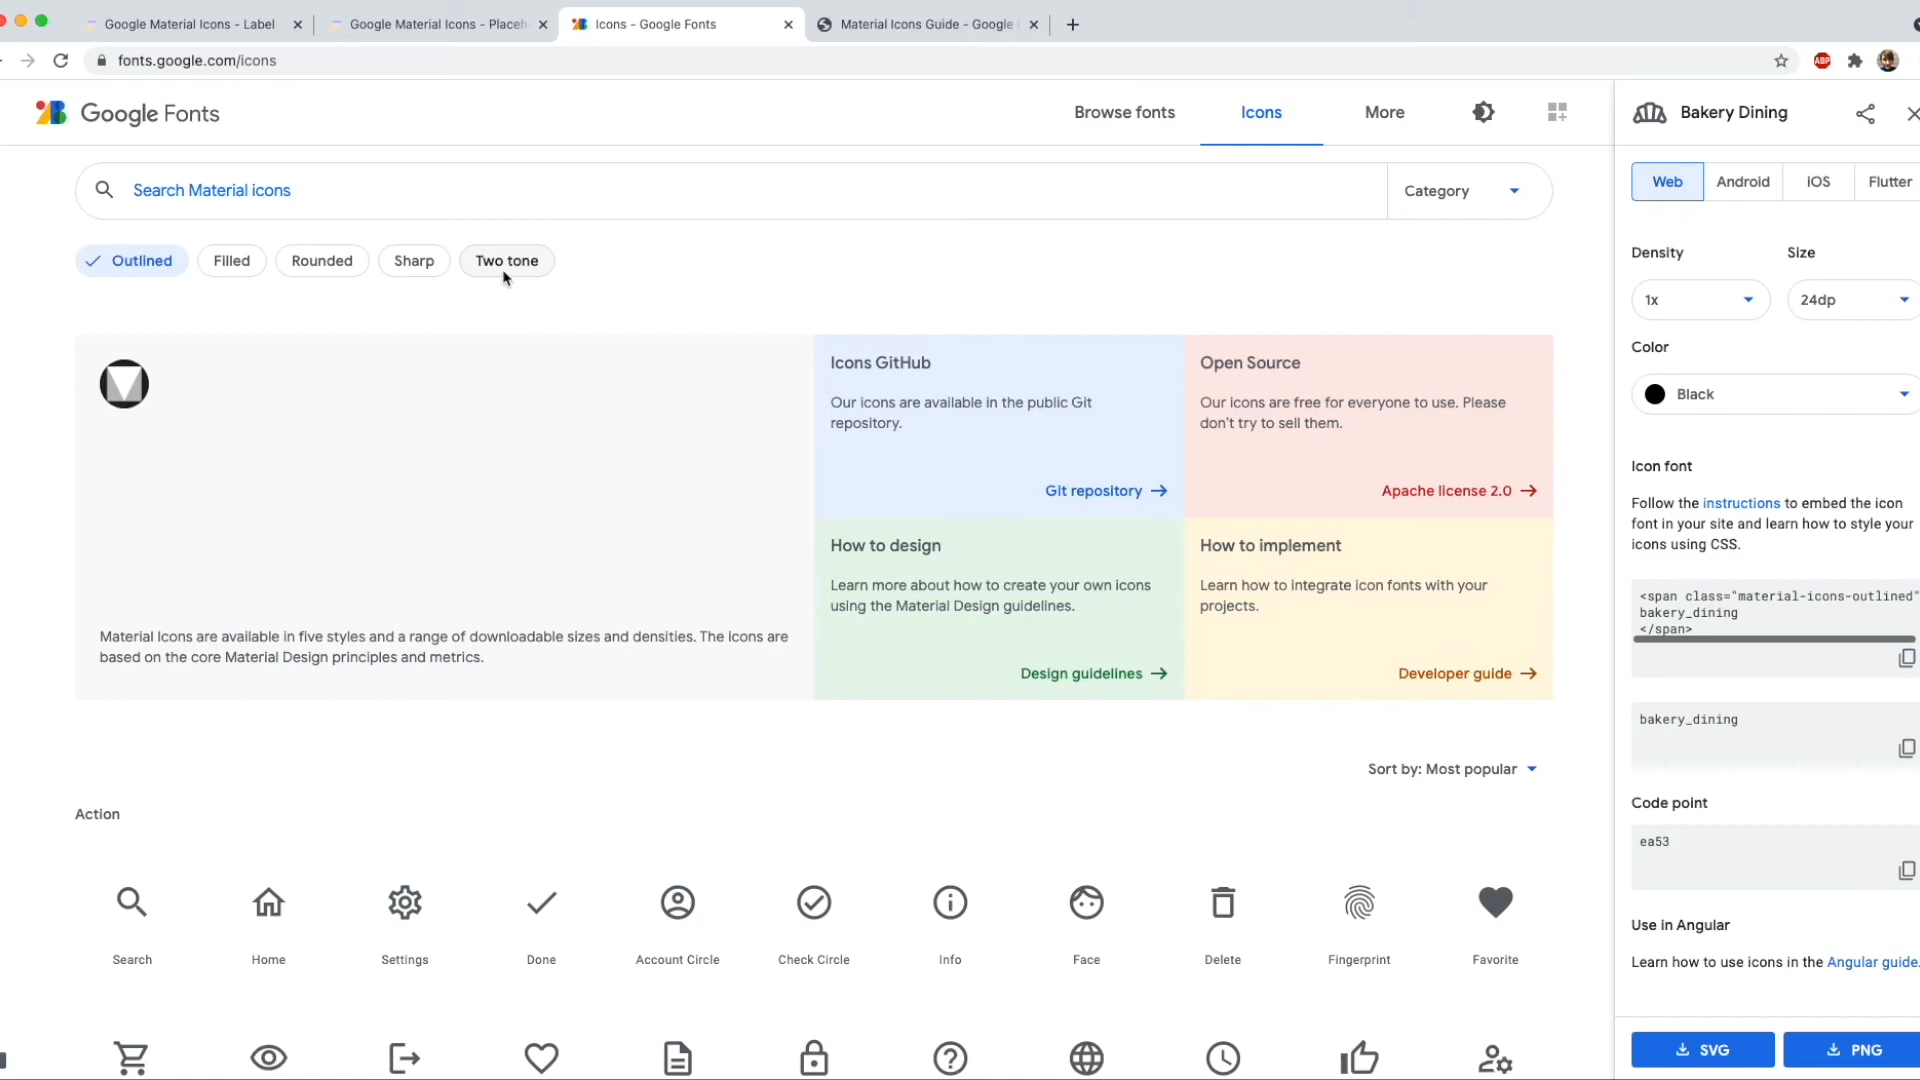 Google Material Icons - Label
Google Material Icons - Placeh
Icons - Google Fonts
Material Icons Guide - Google
fonts.google.com/icons
ABP
Google Fonts
Browse fonts
Icons
More
Bakery Dining
Search Material icons
Category
Web
Android
iOS
Flutter
Outlined
Filled
Rounded
Sharp
Two tone
Density
Size
1x
24dp
Color
Black
Icons GitHub
Our icons are available in the public Git
repository.
Git repository
Open Source
Our icons are free for everyone to use. Please
don't try to sell them.
Apache license 2.0
Material Icons are available in five styles and a range of downloadable sizes and densities. The icons are
based on the core Material Design principles and metrics.
How to design
Learn more about how to create your own icons
using the Material Design guidelines.
Design guidelines
How to implement
Learn how to integrate icon fonts with your
projects.
Developer guide
Icon font
Follow the instructions to embed the icon
font in your site and learn how to style your
icons using CSS.
<span class="material-icons-outlined"
bakery_dining
</span>
bakery_dining
Code point
ea53
Use in Angular
Learn how to use icons in the Angular guide.
SVG
PNG
Sort by: Most popular
Action
Search
Home
Settings
Done
Account Circle
Check Circle
Info
Face
Delete
Fingerprint
Favorite